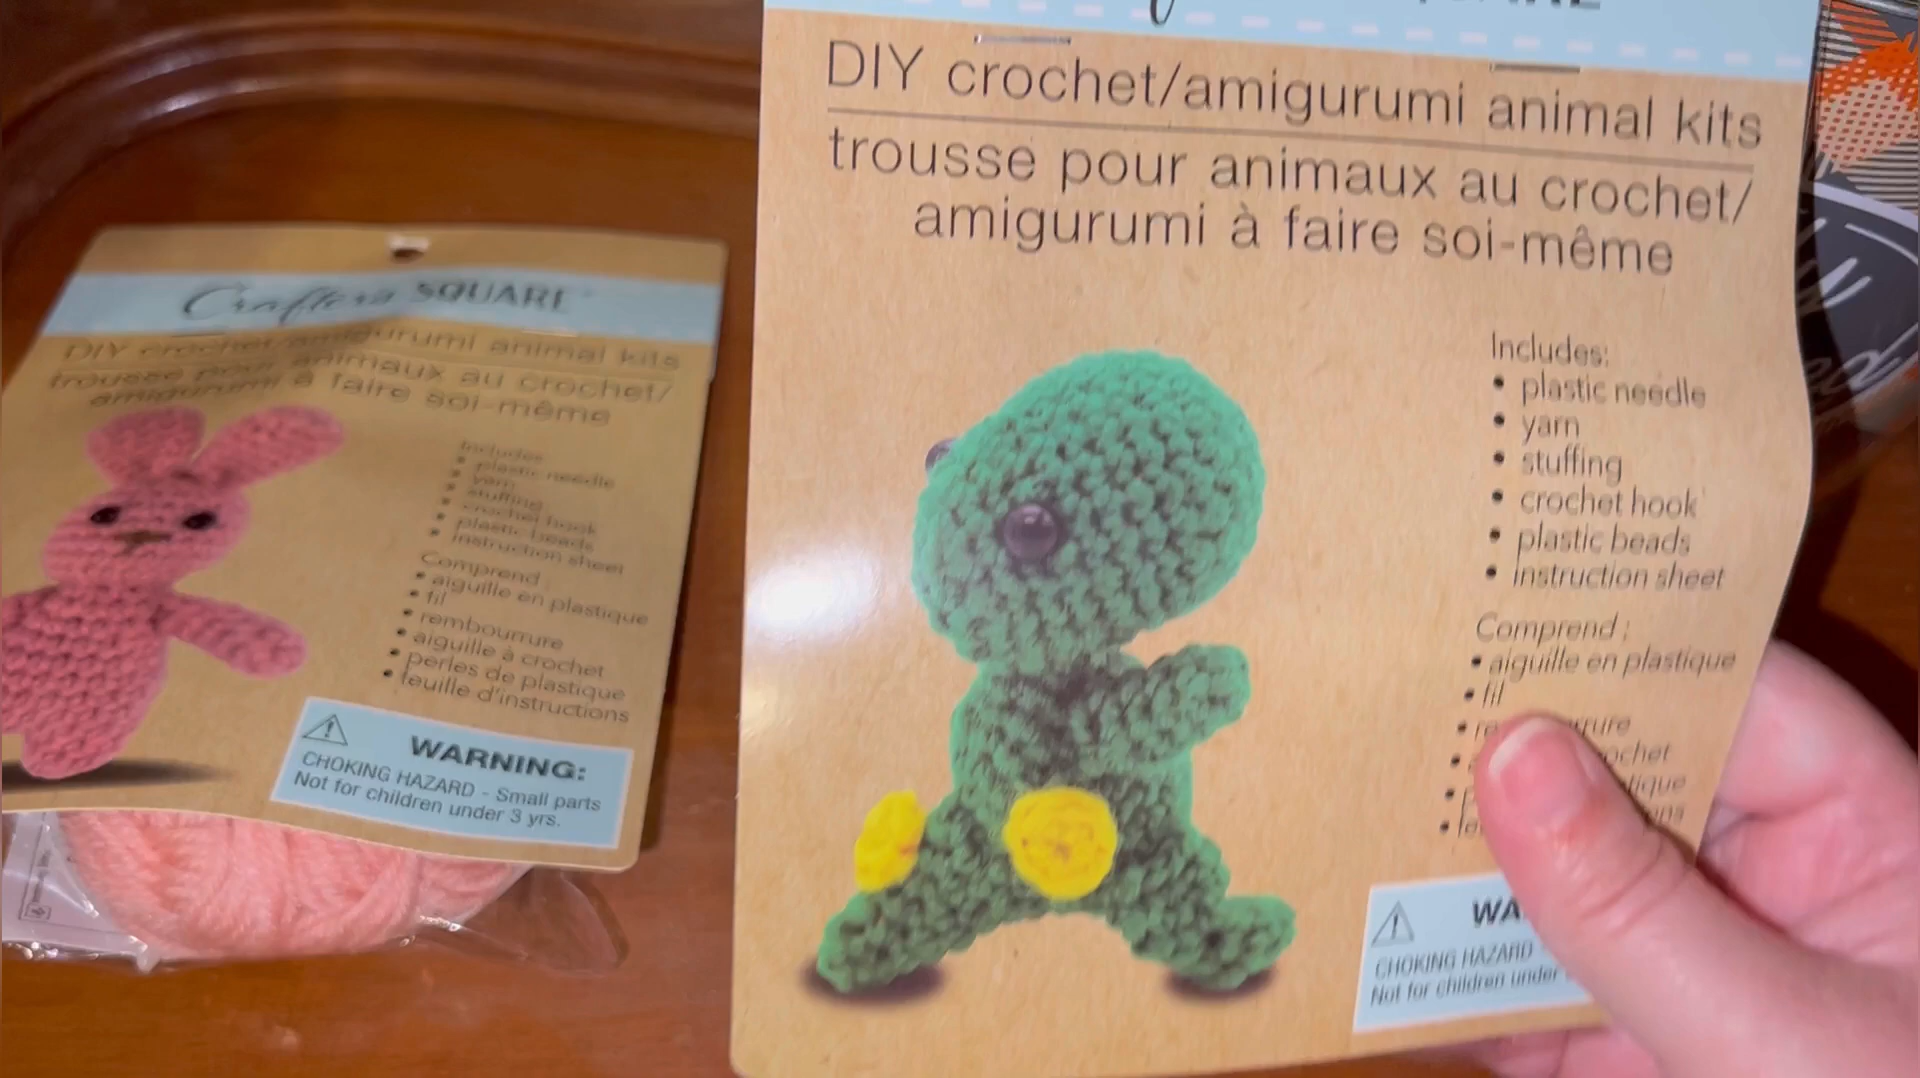 Crafters SQUARE
DIY crochet/amigurumi animal kits
trousse pour animaux au crochet/
amigurumi à faire soi-même
Includes:
• plastic needle
• yarn
• stuffing
• crochet hook
• plastic beads
• instruction sheet
Comprend :
• aiguille en plastique
• fil
• rembourrure
• aiguille à crochet
• perles de plastique
• feuille d'instructions
WARNING:
CHOKING HAZARD - Small parts
Not for children under 3 yrs.
DIY crochet/amigurumi animal kits
trousse pour animaux au crochet/
amigurumi à faire soi-même
Includes:
• plastic needle
• yarn
• stuffing
• crochet hook
• plastic beads
• instruction sheet
Comprend :
• aiguille en plastique
• fil
CHOKING HAZARD
Not for children under